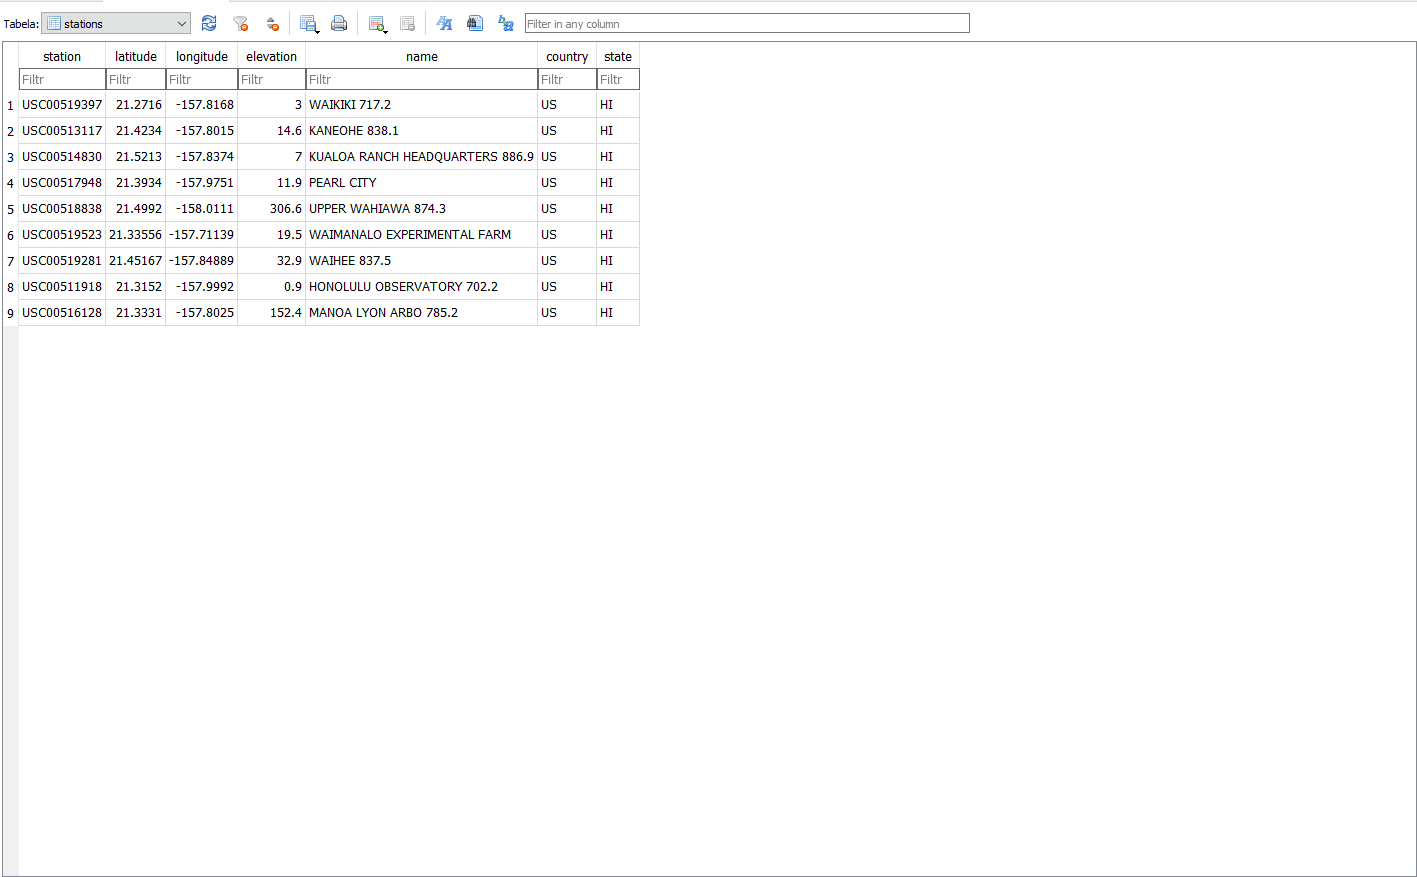 Tabela: stations Filter in any column
station latitude longitude elevation name country state
Filtr Filtr Filtr Filtr Filtr Filtr Filtr
1 USC00519397 21.2716 -157.8168 3 WAIKIKI 717.2 US HI
2 USC00513117 21.4234 -157.8015 14.6 KANEOHE 838.1 US HI
3 USC00514830 21.5213 -157.8374 7 KUALOA RANCH HEADQUARTERS 886.9 US HI
4 USC00517948 21.3934 -157.9751 11.9 PEARL CITY US HI
5 USC00518838 21.4992 -158.0111 306.6 UPPER WAHIAWA 874.3 US HI
6 USC00519523 21.33556 -157.71139 19.5 WAIMANALO EXPERIMENTAL FARM US HI
7 USC00519281 21.45167 -157.84889 32.9 WAIHEE 837.5 US HI
8 USC00511918 21.3152 -157.9992 0.9 HONOLULU OBSERVATORY 702.2 US HI
9 USC00516128 21.3331 -157.8025 152.4 MANOA LYON ARBO 785.2 US HI